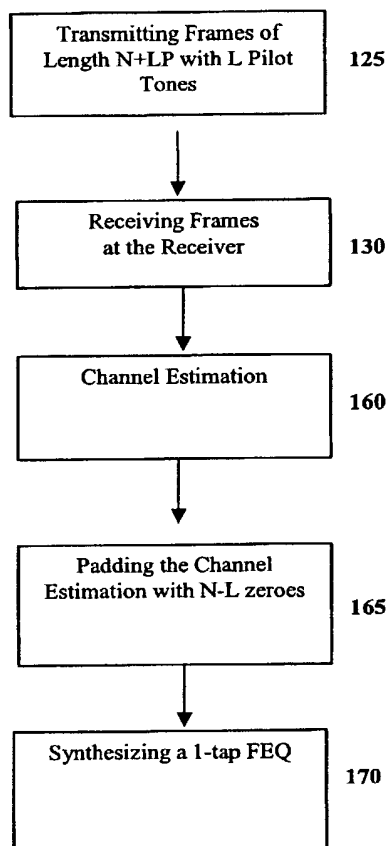 Transmitting Frames of
Length N+LP with L Pilot
Tones
125
Receiving Frames
at the Receiver
130
Channel Estimation
160
Padding the Channel
Estimation with N-L zeroes
165
Synthesizing a 1-tap FEQ
170